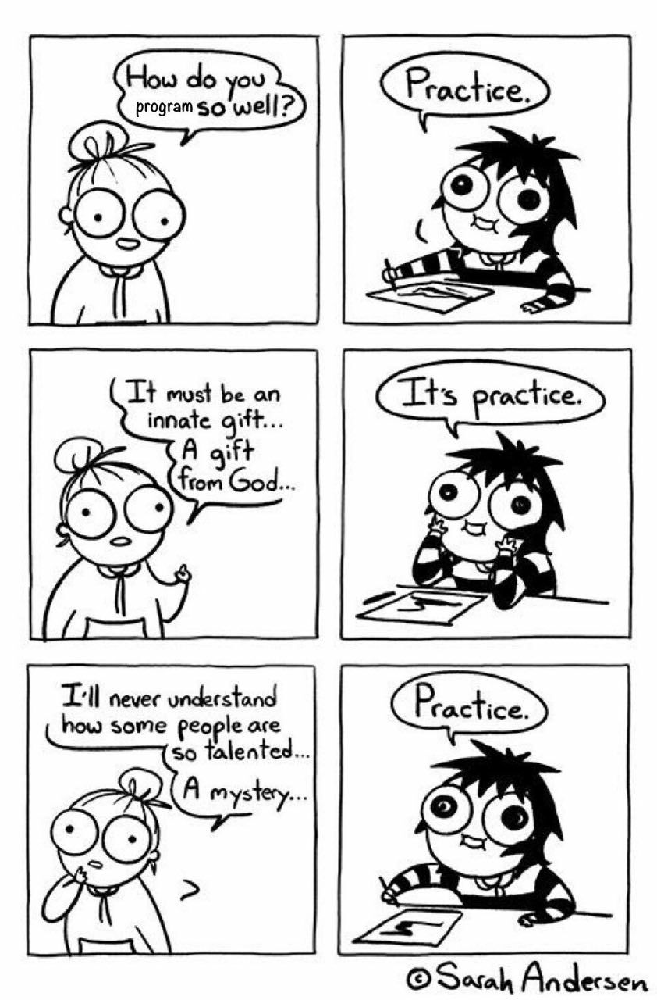 How do you
program so well?
Practice.
It must be an
innate gift...
A gift
from God...
It's practice.
I'll never understand
how some people are
so talented...
A mystery...
Practice.
© Sarah Andersen